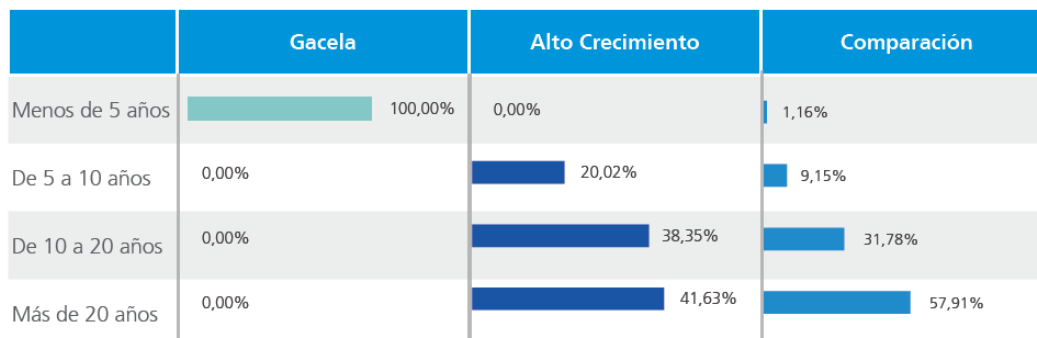 Gacela Alto Crecimiento Comparación
Menos de 5 años 100,00% 0,00% 1,16%
De 5 a 10 años 0,00% 20,02% 9,15%
De 10 a 20 años 0,00% 38,35% 31,78%
Más de 20 años 0,00% 41,63% 57,91%